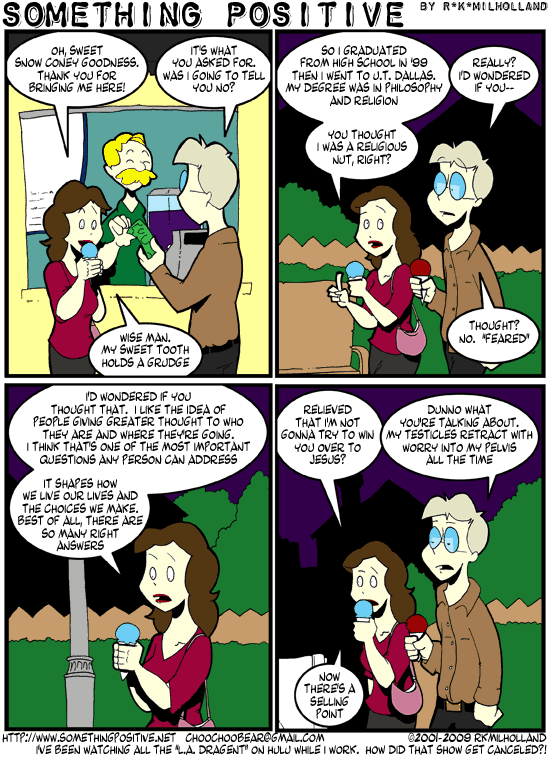 SOMETHING POSITIVE BY R*K*MILHOLLAND
OH, SWEET
SNOW CONEY GOODNESS.
THANK YOU FOR
BRINGING ME HERE!
IT'S WHAT
YOU ASKED FOR.
WAS I GOING TO TELL
YOU NO?
WISE MAN.
MY SWEET TOOTH
HOLDS A GRUDGE
SO I GRADUATED
FROM HIGH SCHOOL IN '99
THEN I WENT TO U.T. DALLAS.
MY DEGREE WAS IN PHILOSOPHY
AND RELIGION
REALLY?
I'D WONDERED
IF YOU--
YOU THOUGHT
I WAS A RELIGIOUS
NUT, RIGHT?
THOUGHT?
NO. "FEARED"
I'D WONDERED IF YOU
THOUGHT THAT. I LIKE THE IDEA OF
PEOPLE GIVING GREATER THOUGHT TO WHO
THEY ARE AND WHERE THEY'RE GOING.
I THINK THAT'S ONE OF THE MOST IMPORTANT
QUESTIONS ANY PERSON CAN ADDRESS
IT SHAPES HOW
WE LIVE OUR LIVES AND
THE CHOICES WE MAKE.
BEST OF ALL, THERE ARE
SO MANY RIGHT
ANSWERS
RELIEVED
THAT I'M NOT
GONNA TRY TO WIN
YOU OVER TO
JESUS?
DUNNO WHAT
YOU'RE TALKING ABOUT.
MY TESTICLES RETRACT WITH
WORRY INTO MY PELVIS
ALL THE TIME
NOW
THERE'S A
SELLING
POINT
HTTP://WWW.SOMETHINGPOSITIVE.NET CHOOCHOOBEAR@GMAIL.COM ©2001-2009 RKMILHOLLAND
I'VE BEEN WATCHING ALL THE "L.A. DRAGENT" ON HULU WHILE I WORK. HOW DID THAT SHOW GET CANCELED?!